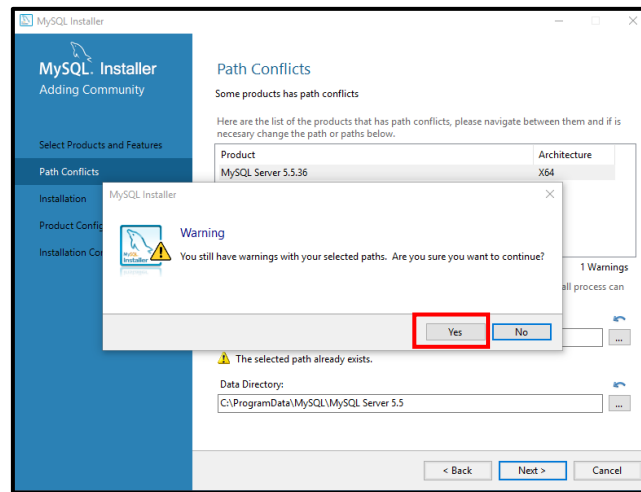 MySQL Installer
MySQL. Installer
Adding Community
Path Conflicts
Some products has path conflicts
Here are the list of the products that has path conflicts, please navigate between them and if is
necesary change the path or paths below.
Select Products and Features
Path Conflicts
Installation
Product Config
Installation Co
Product Architecture
MySQL Server 5.5.36 X64
MySQL Installer
Warning
You still have warnings with your selected paths. Are you sure you want to continue?
Yes No
1 Warnings
all process can
...
The selected path already exists.
Data Directory:
C:\ProgramData\MySQL\MySQL Server 5.5
...
< Back Next > Cancel